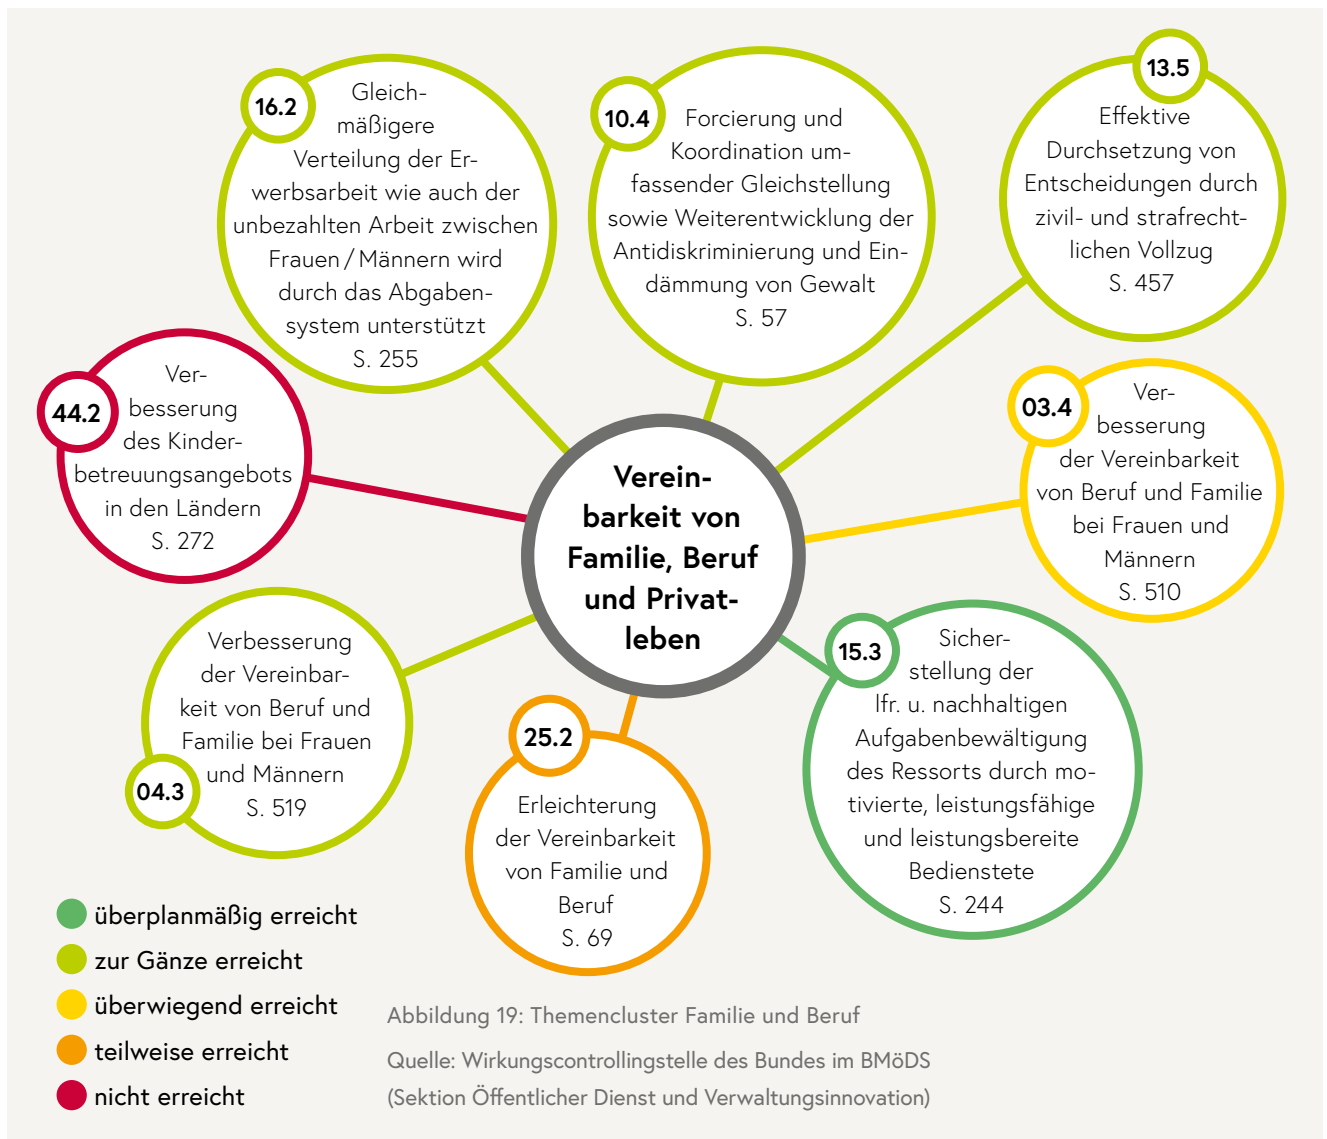 16.2
Gleich-
mäßigere
Verteilung der Er-
werbsarbeit wie auch der
unbezahlten Arbeit zwischen
Frauen / Männern wird
durch das Abgaben-
system unterstützt
S. 255
10.4
Forcierung und
Koordination um-
fassender Gleichstellung
sowie Weiterentwicklung der
Antidiskriminierung und Ein-
dämmung von Gewalt
S. 57
13.5
Effektive
Durchsetzung von
Entscheidungen durch
zivil- und strafrecht-
lichen Vollzug
S. 457
44.2
Ver-
besserung
des Kinder-
betreuungsangebots
in den Ländern
S. 272
Verein-
barkeit von
Familie, Beruf
und Privat-
leben
03.4
Ver-
besserung
der Vereinbarkeit
von Beruf und Familie
bei Frauen und
Männern
S. 510
Verbesserung
der Vereinbar-
keit von Beruf und
Familie bei Frauen
und Männern
04.3
S. 519
25.2
Erleichterung
der Vereinbarkeit
von Familie und
Beruf
S. 69
15.3
Sicher-
stellung der
lfr. u. nachhaltigen
Aufgabenbewältigung
des Ressorts durch mo-
tivierte, leistungsfähige
und leistungsbereite
Bedienstete
S. 244
überplanmäßig erreicht
zur Gänze erreicht
überwiegend erreicht
teilweise erreicht
nicht erreicht
Abbildung 19: Themencluster Familie und Beruf
Quelle: Wirkungscontrollingstelle des Bundes im BMöDS
(Sektion Öffentlicher Dienst und Verwaltungsinnovation)